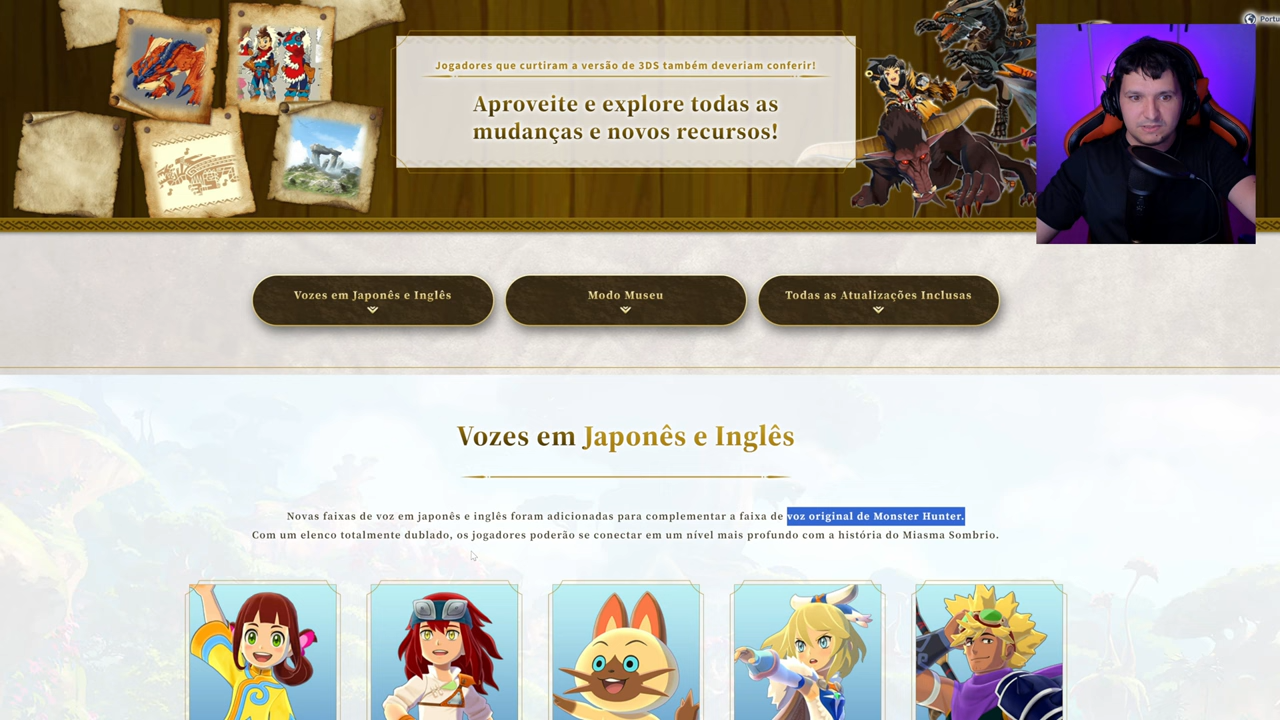 Portu
Jogadores que curtiram a versão de 3DS também deveriam conferir!
Aproveite e explore todas as
mudanças e novos recursos!
Vozes em Japonês e Inglês
Modo Museu
Todas as Atualizações Inclusas
Vozes em Japonês e Inglês
Novas faixas de voz em japonês e inglês foram adicionadas para complementar a faixa de voz original de Monster Hunter.
Com um elenco totalmente dublado, os jogadores poderão se conectar em um nível mais profundo com a história do Miasma Sombrio.